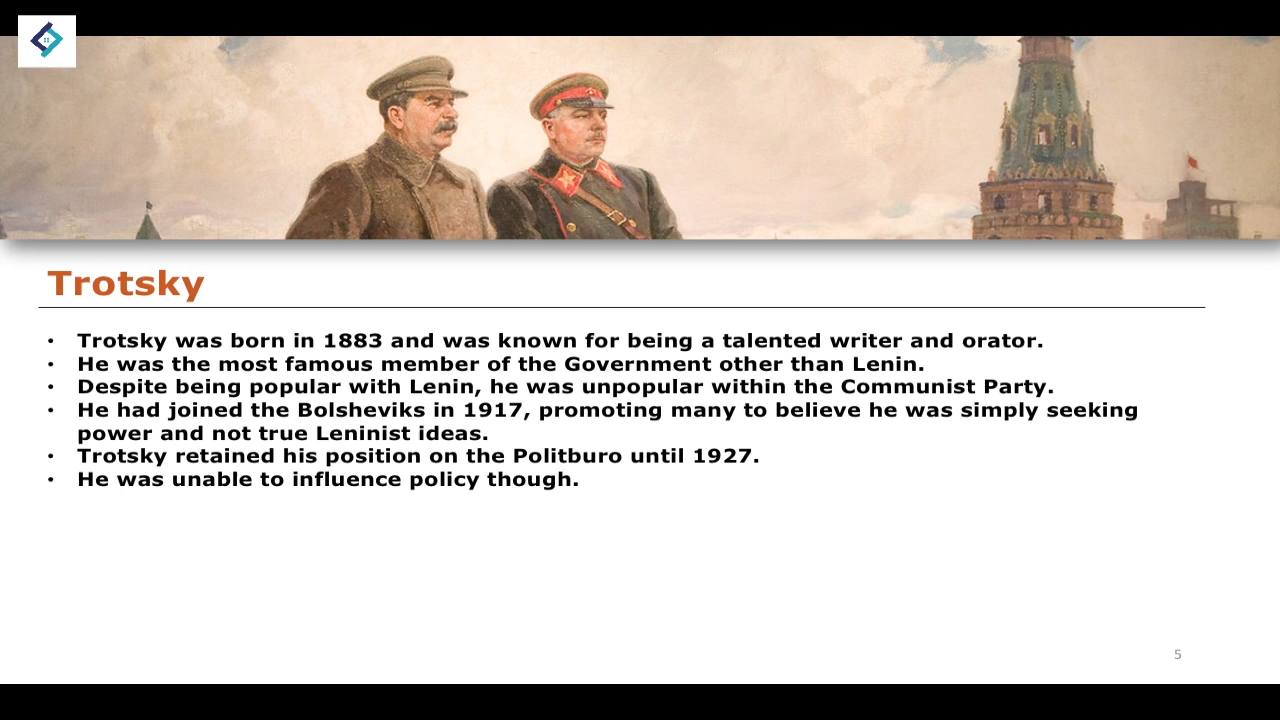 Trotsky
• Trotsky was born in 1883 and was known for being a talented writer and orator.
• He was the most famous member of the Government other than Lenin.
• Despite being popular with Lenin, he was unpopular within the Communist Party.
• He had joined the Bolsheviks in 1917, promoting many to believe he was simply seeking
power and not true Leninist ideas.
• Trotsky retained his position on the Politburo until 1927.
• He was unable to influence policy though.
5